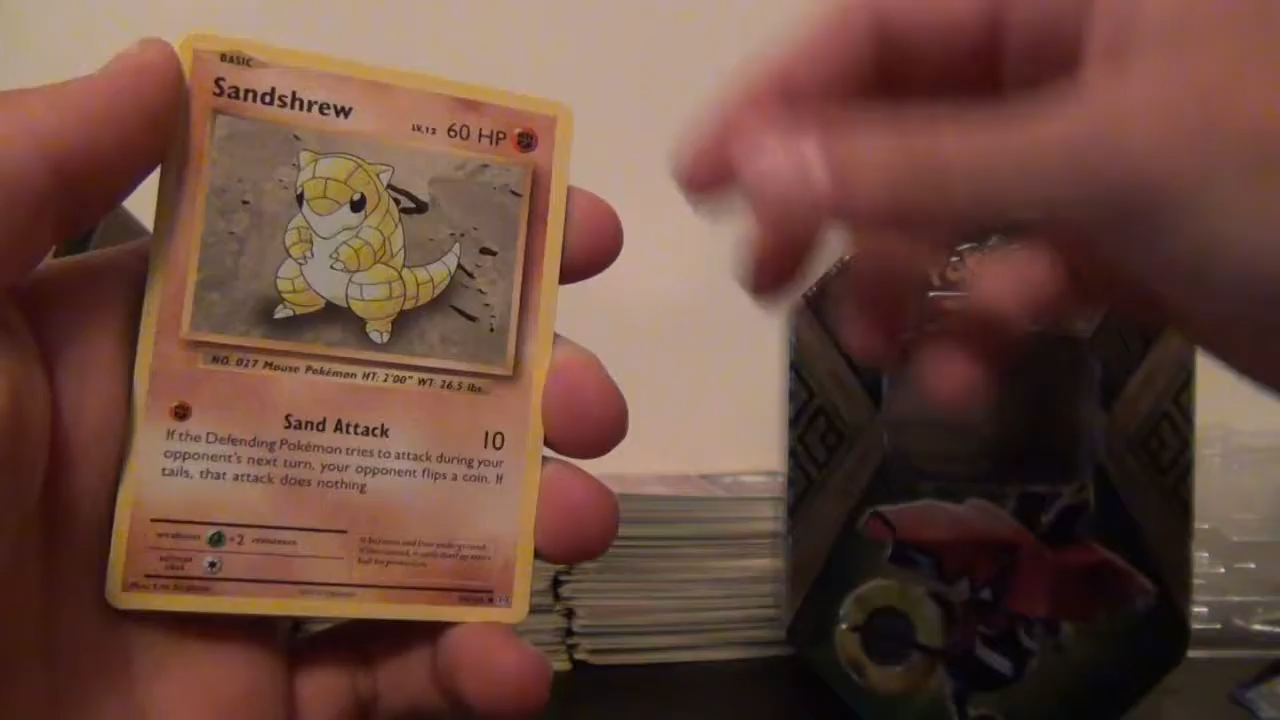 BASIC
Sandshrew
LV.12 60 HP
NO. 027 Mouse Pokémon HT: 2'00" WT: 26.5 lbs.
Sand Attack
10
If the Defending Pokémon tries to attack during your
opponent's next turn, your opponent flips a coin. If
tails, that attack does nothing
weakness ×2 resistance
retreat
cost